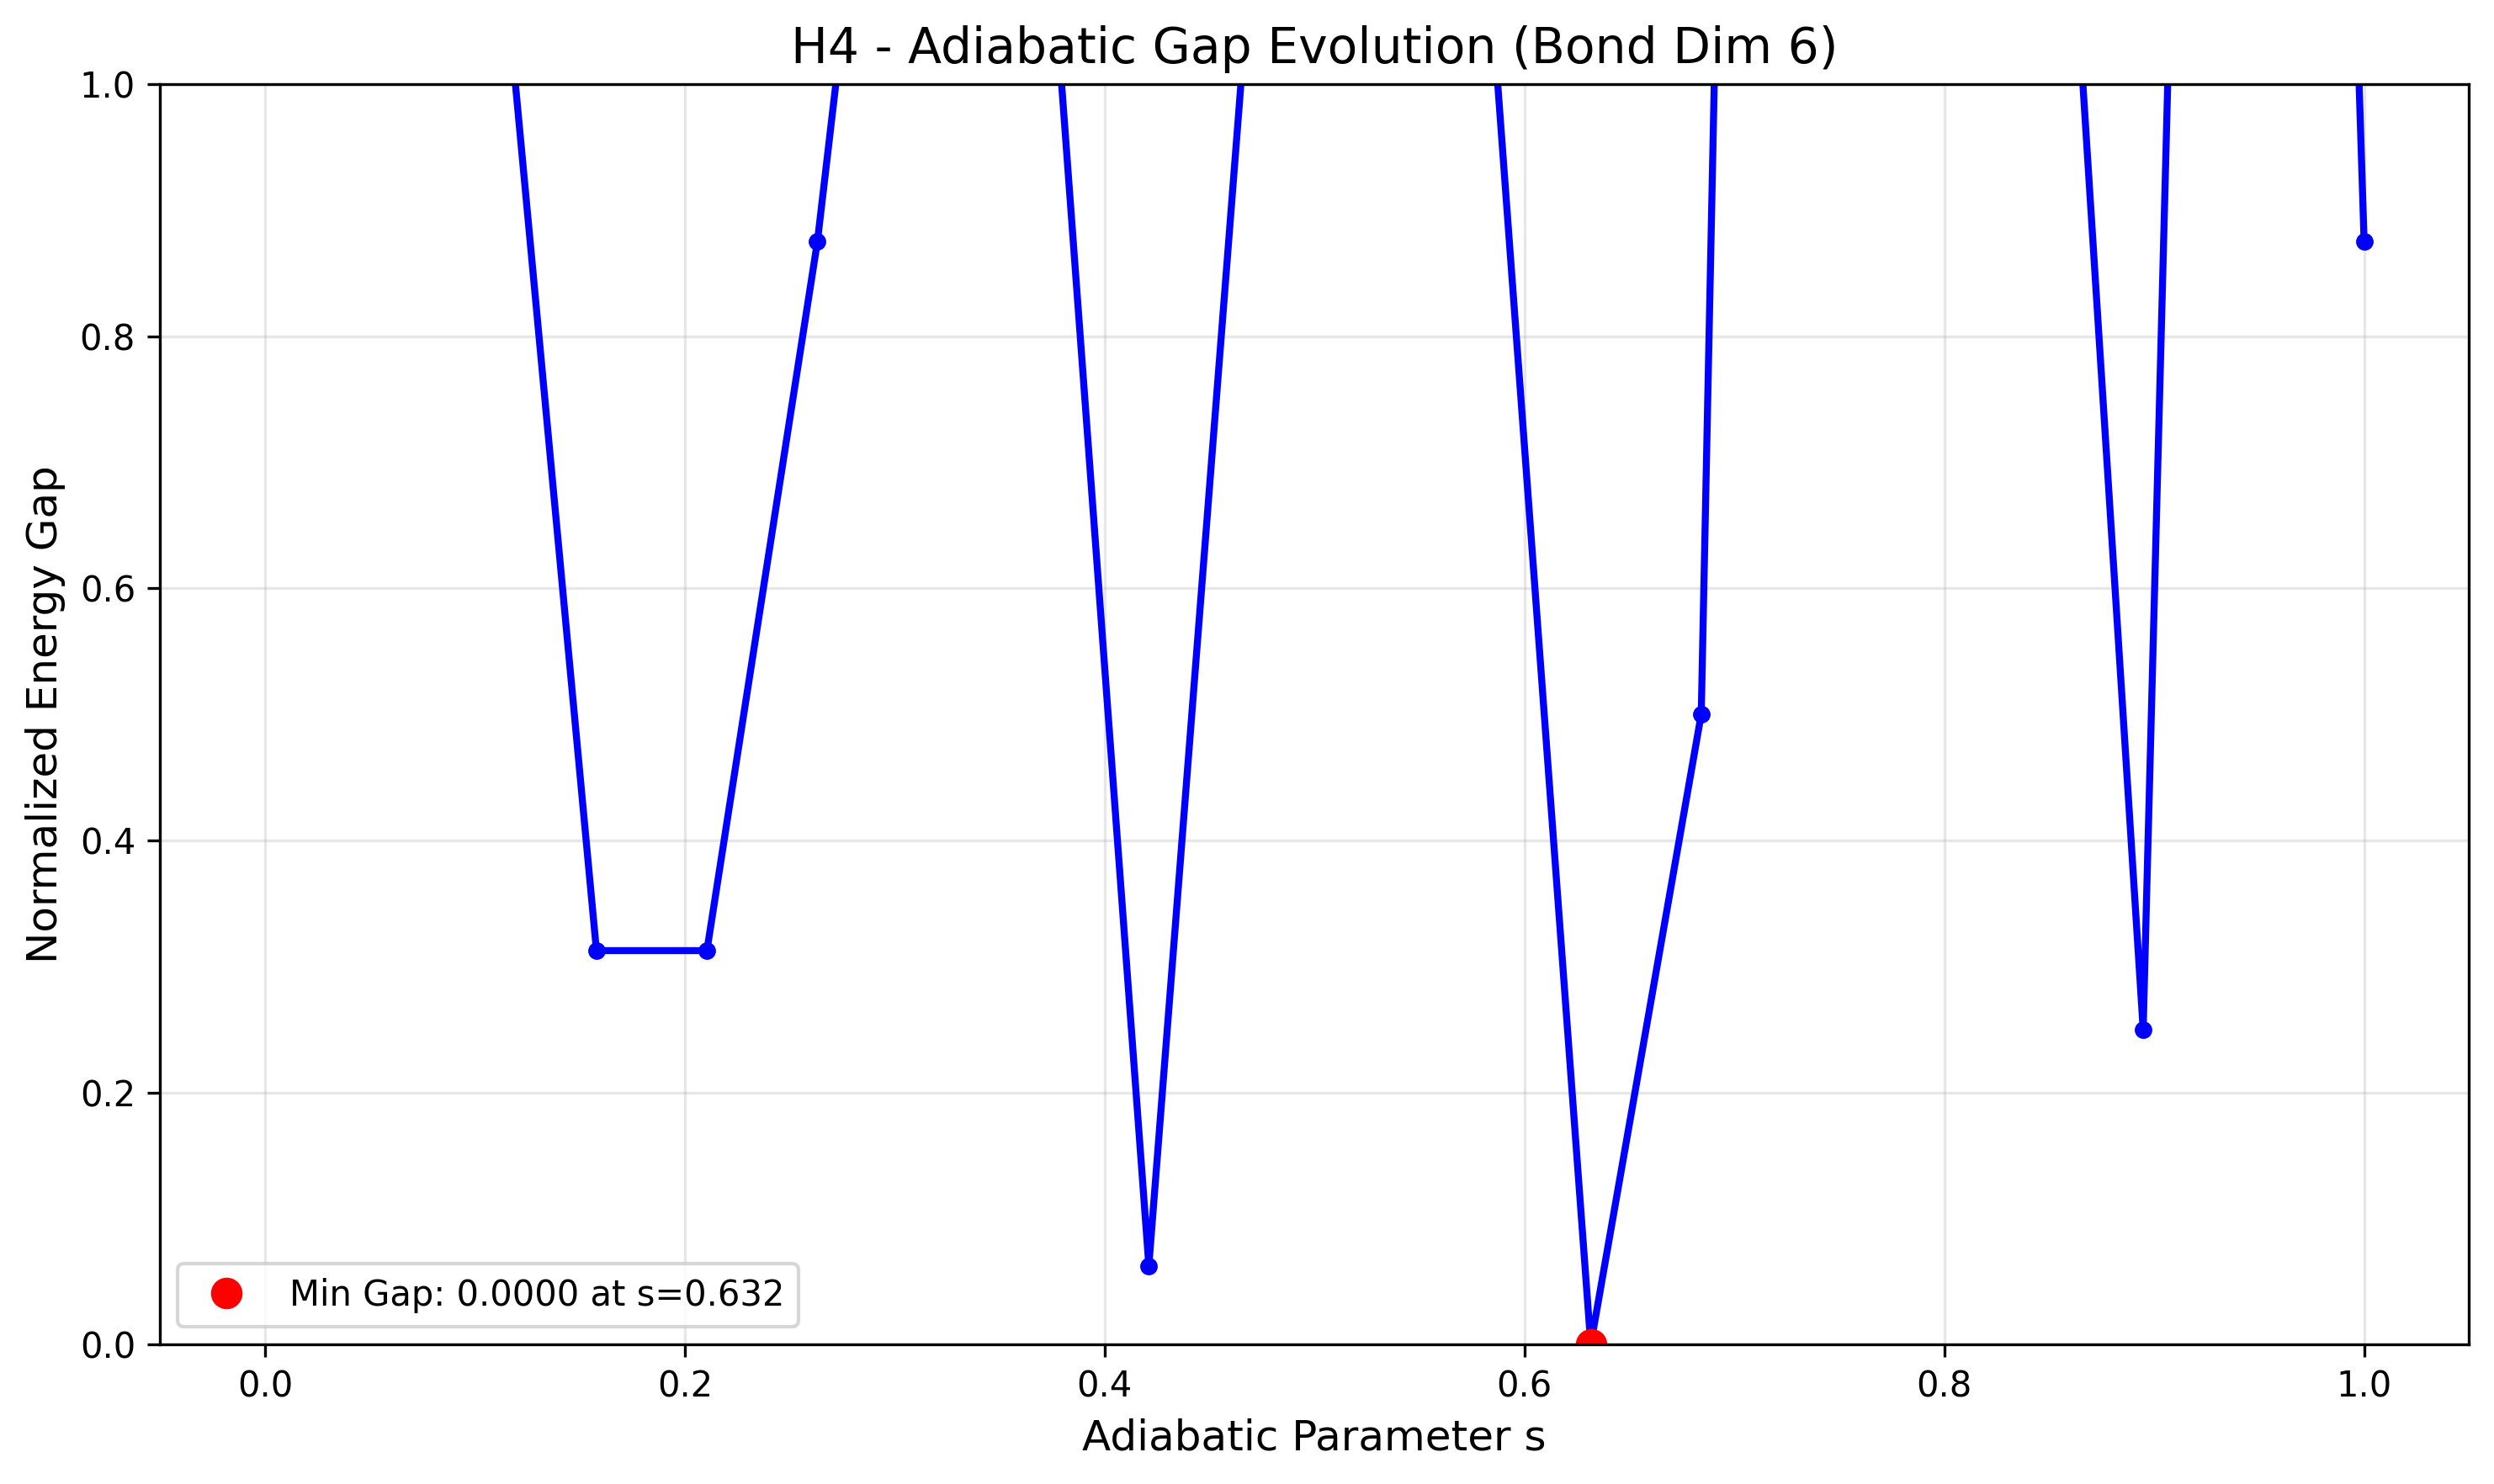 H4 - Adiabatic Gap Evolution (Bond Dim 6)
Normalized Energy Gap
1.0
0.8
0.6
0.4
0.2
0.0
Min Gap: 0.0000 at s=0.632
0.0 0.2 0.4 0.6 0.8 1.0
Adiabatic Parameter s